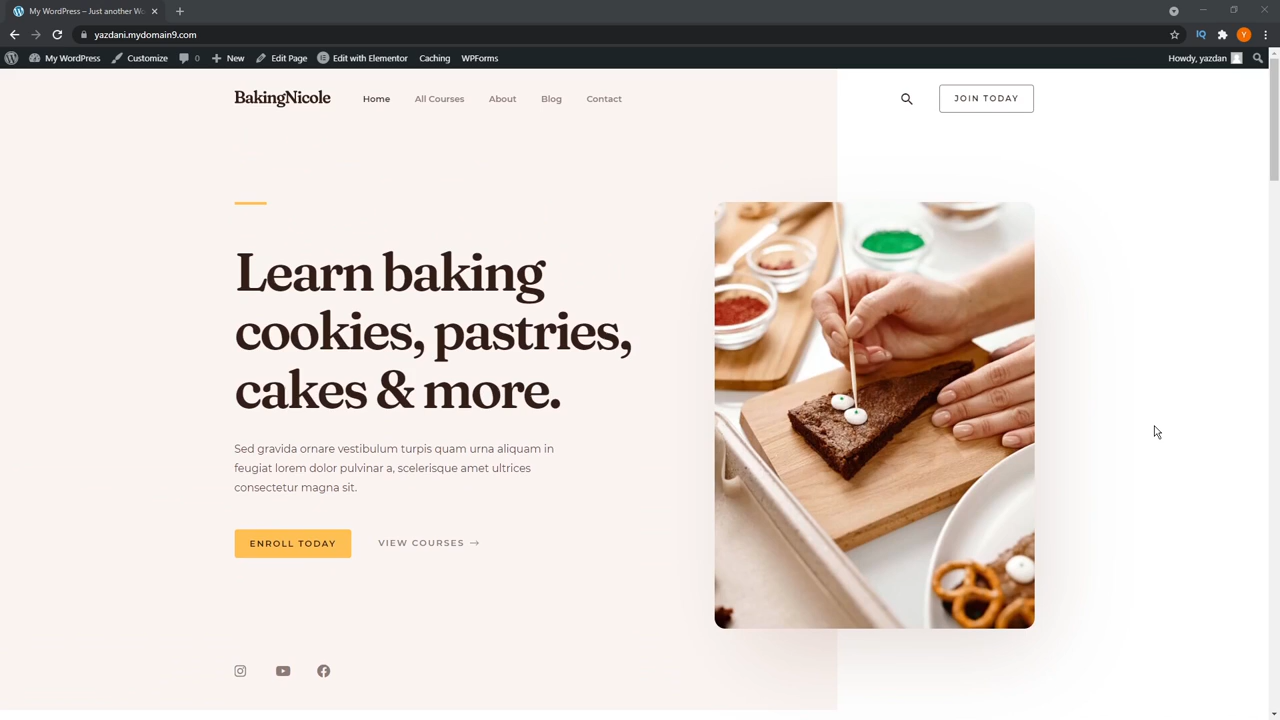 My WordPress – Just another Wo
yazdani.mydomain9.com
IQ
Y
My WordPress Customize 0 New Edit Page Edit with Elementor Caching WPForms Howdy, yazdan
BakingNicole Home All Courses About Blog Contact JOIN TODAY
Learn baking
cookies, pastries,
cakes & more.
Sed gravida ornare vestibulum turpis quam urna aliquam in
feugiat lorem dolor pulvinar a, scelerisque amet ultrices
consectetur magna sit.
ENROLL TODAY VIEW COURSES →